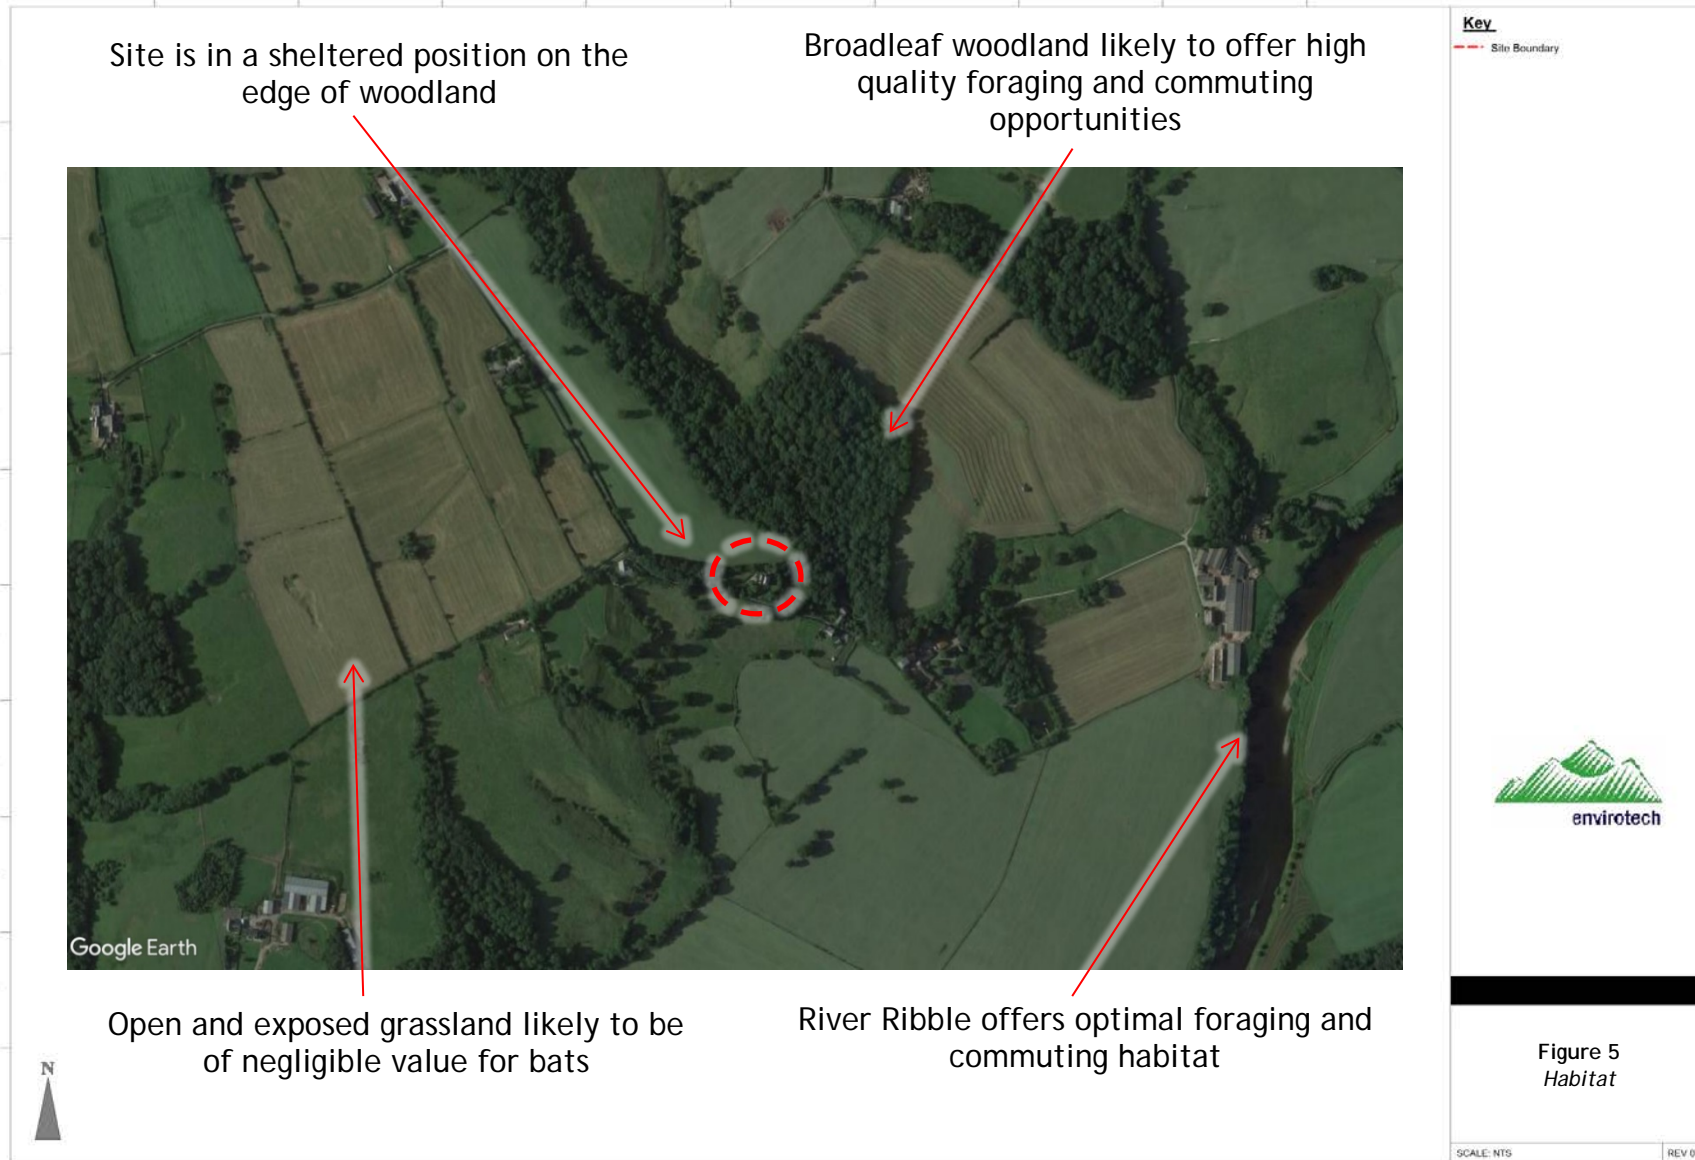 Site is in a sheltered position on the
edge of woodland
Broadleaf woodland likely to offer high
quality foraging and commuting
opportunities
Key
Site Boundary
Google Earth
envirotech
Open and exposed grassland likely to be
of negligible value for bats
River Ribble offers optimal foraging and
commuting habitat
N
Figure 5
Habitat
SCALE: NTS
REV 0